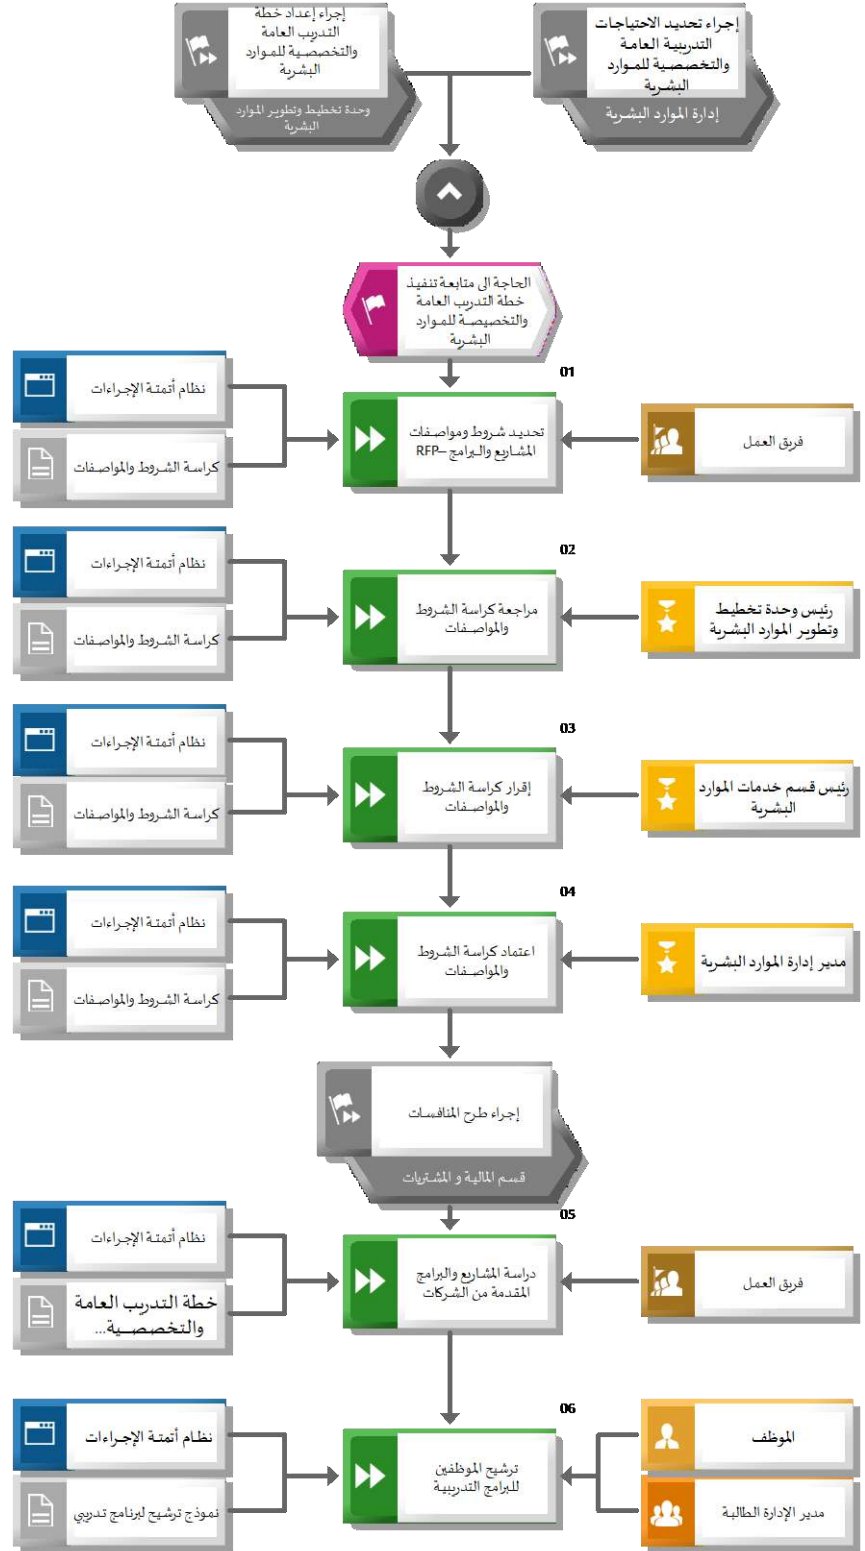 إجراء تحديد الاحتياجات
التدريبية العامة
والتخصصية للموارد
البشرية
إدارة الموارد البشرية
إجراء إعداد خطة
التدريب العامة
والتخصصية للموارد
البشرية
وحدة تخطيط وتطوير الموارد
البشرية
الحاجة الى متابعة تنفيذ
خطة التدريب العامة
والتخصيصة للموارد
البشرية
01
فريق العمل
تحديد شروط ومواصفات
المشاريع والبرامج –RFP
نظام أتمتة الإجراءات
كراسة الشروط والمواصفات
02
رئيس وحدة تخطيط
وتطوير الموارد البشرية
مراجعة كراسة الشروط
والمواصفات
نظام أتمتة الإجراءات
كراسة الشروط والمواصفات
03
رئيس قسم خدمات الموارد
البشرية
إقرار كراسة الشروط
والمواصفات
نظام أتمتة الإجراءات
كراسة الشروط والمواصفات
04
مدير إدارة الموارد البشرية
اعتماد كراسة الشروط
والمواصفات
نظام أتمتة الإجراءات
كراسة الشروط والمواصفات
إجراء طرح المنافسات
قسم المالية و المشتريات
05
فريق العمل
دراسة المشاريع والبرامج
المقدمة من الشركات
نظام أتمتة الإجراءات
خطة التدريب العامة
والتخصصية...
06
الموظف
مدير الإدارة الطالبة
ترشيح الموظفين
للبرامج التدريبية
نظام أتمتة الإجراءات
نموذج ترشيح لبرنامج تدريبي